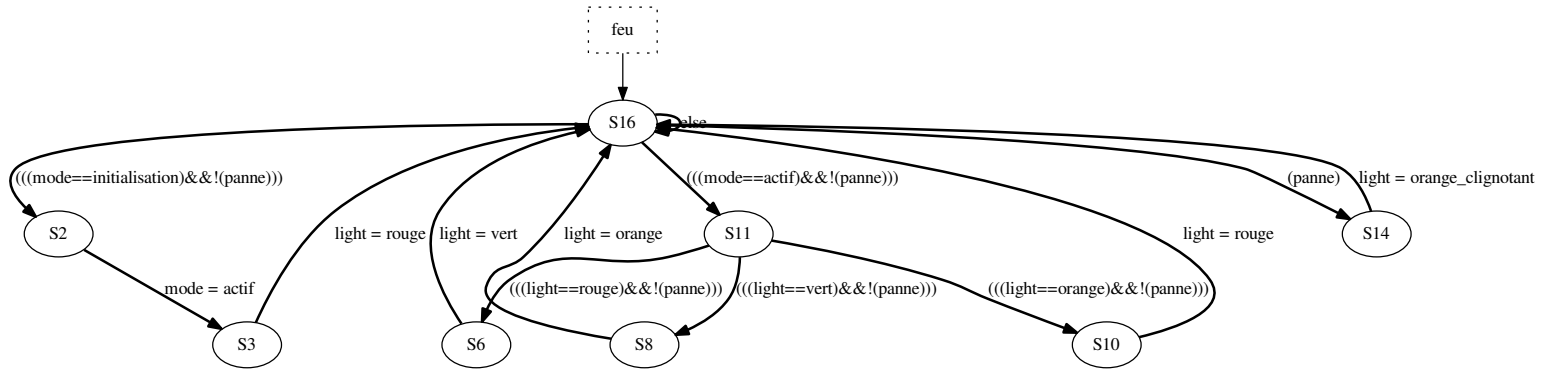 feu
S16
else
(((mode==initialisation)&&!(panne)))
(((mode==actif)&&!(panne)))
(panne)
light = orange_clignotant
S2
light = rouge
light = vert
light = orange
S11
light = rouge
S14
mode = actif
(((light==rouge)&&!(panne)))
(((light==vert)&&!(panne)))
(((light==orange)&&!(panne)))
S3
S6
S8
S10